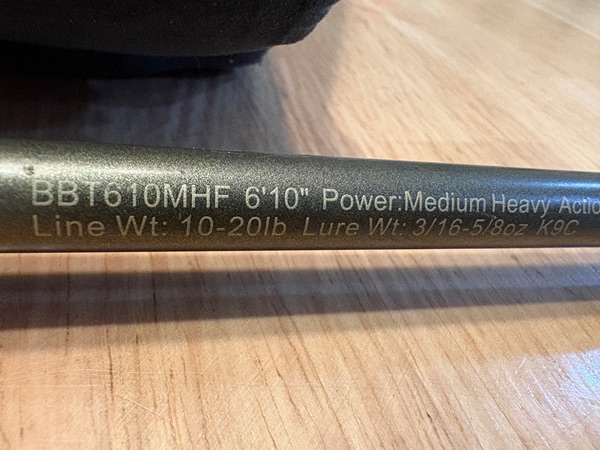 BBT610MHF 6'10" Power:Medium Heavy Actio
Line Wt: 10-20lb Lure Wt: 3/16-5/8oz K9C